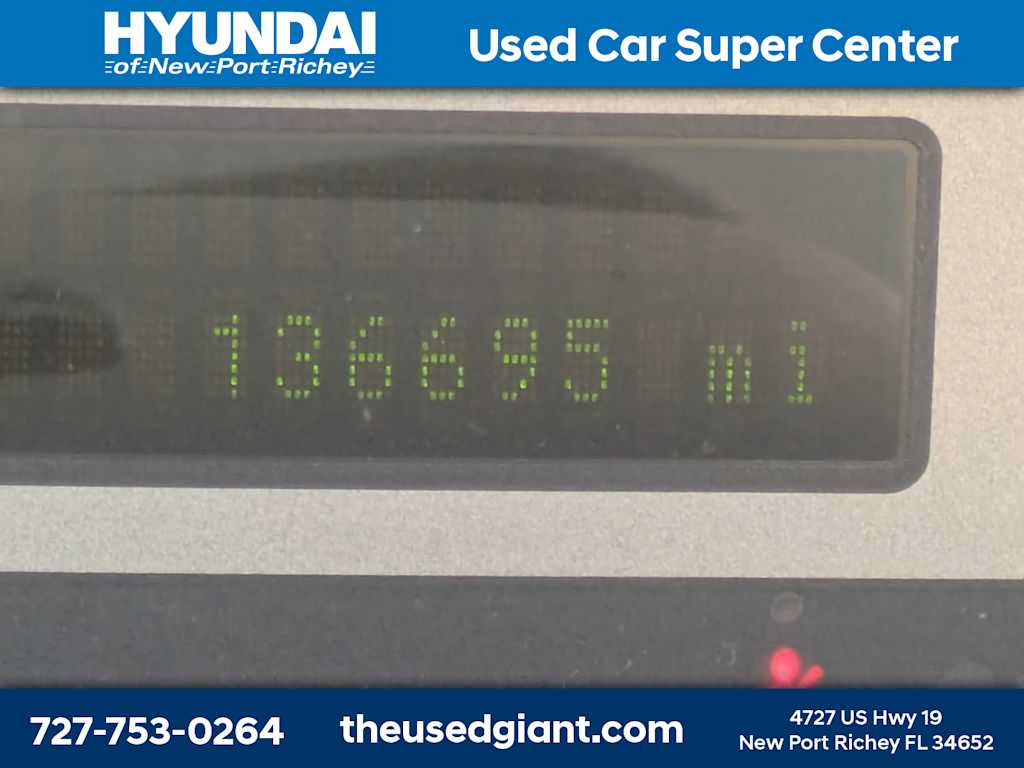 HYUNDAI
of New Port Richey
Used Car Super Center
136695 mi
727-753-0264
theusedgiant.com
4727 US Hwy 19
New Port Richey FL 34652